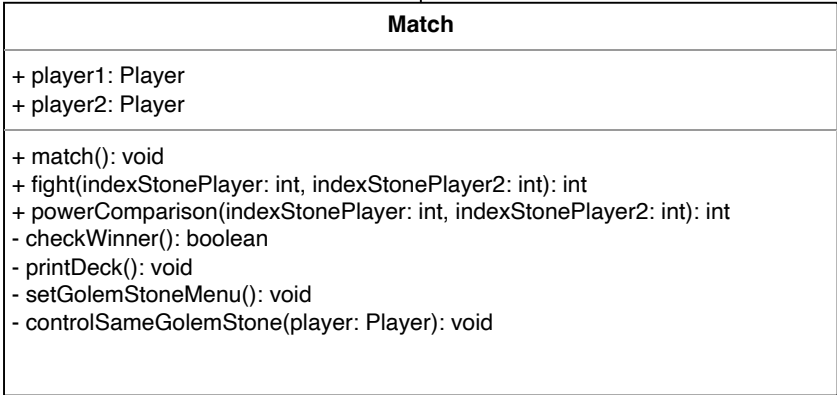 Match
+ player1: Player
+ player2: Player
+ match(): void
+ fight(indexStonePlayer: int, indexStonePlayer2: int): int
+ powerComparison(indexStonePlayer: int, indexStonePlayer2: int): int
- checkWinner(): boolean
- printDeck(): void
- setGolemStoneMenu(): void
- controlSameGolemStone(player: Player): void